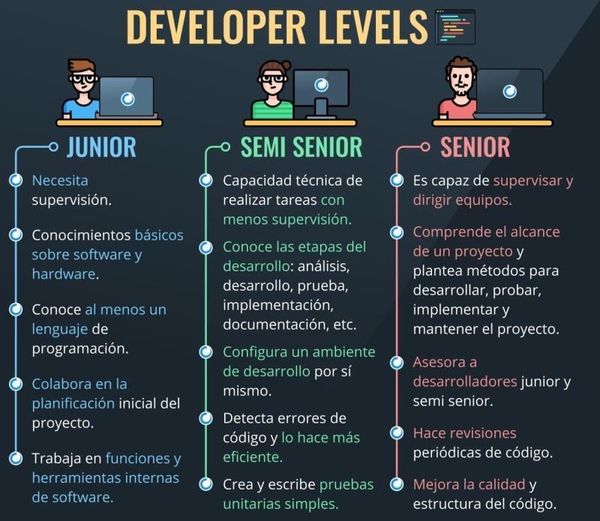 DEVELOPER LEVELS
JUNIOR
Necesita
supervisión.
Conocimientos básicos
sobre software y
hardware.
Conoce al menos un
lenguaje de
programación.
Colabora en la
planificación inicial del
proyecto.
Trabaja en funciones y
herramientas internas
de software.
SEMI SENIOR
Capacidad técnica de
realizar tareas con
menos supervisión.
Conoce las etapas del
desarrollo: análisis,
desarrollo, prueba,
implementación,
documentación, etc.
Configura un ambiente
de desarrollo por sí
mismo.
Detecta errores de
código y lo hace más
eficiente.
Crea y escribe pruebas
unitarias simples.
SENIOR
Es capaz de supervisar y
dirigir equipos.
Comprende el alcance
de un proyecto y
plantea métodos para
desarrollar, probar,
implementar y
mantener el proyecto.
Asesora a
desarrolladores junior y
semi senior.
Hace revisiones
periódicas de código.
Mejora la calidad y
estructura del código.